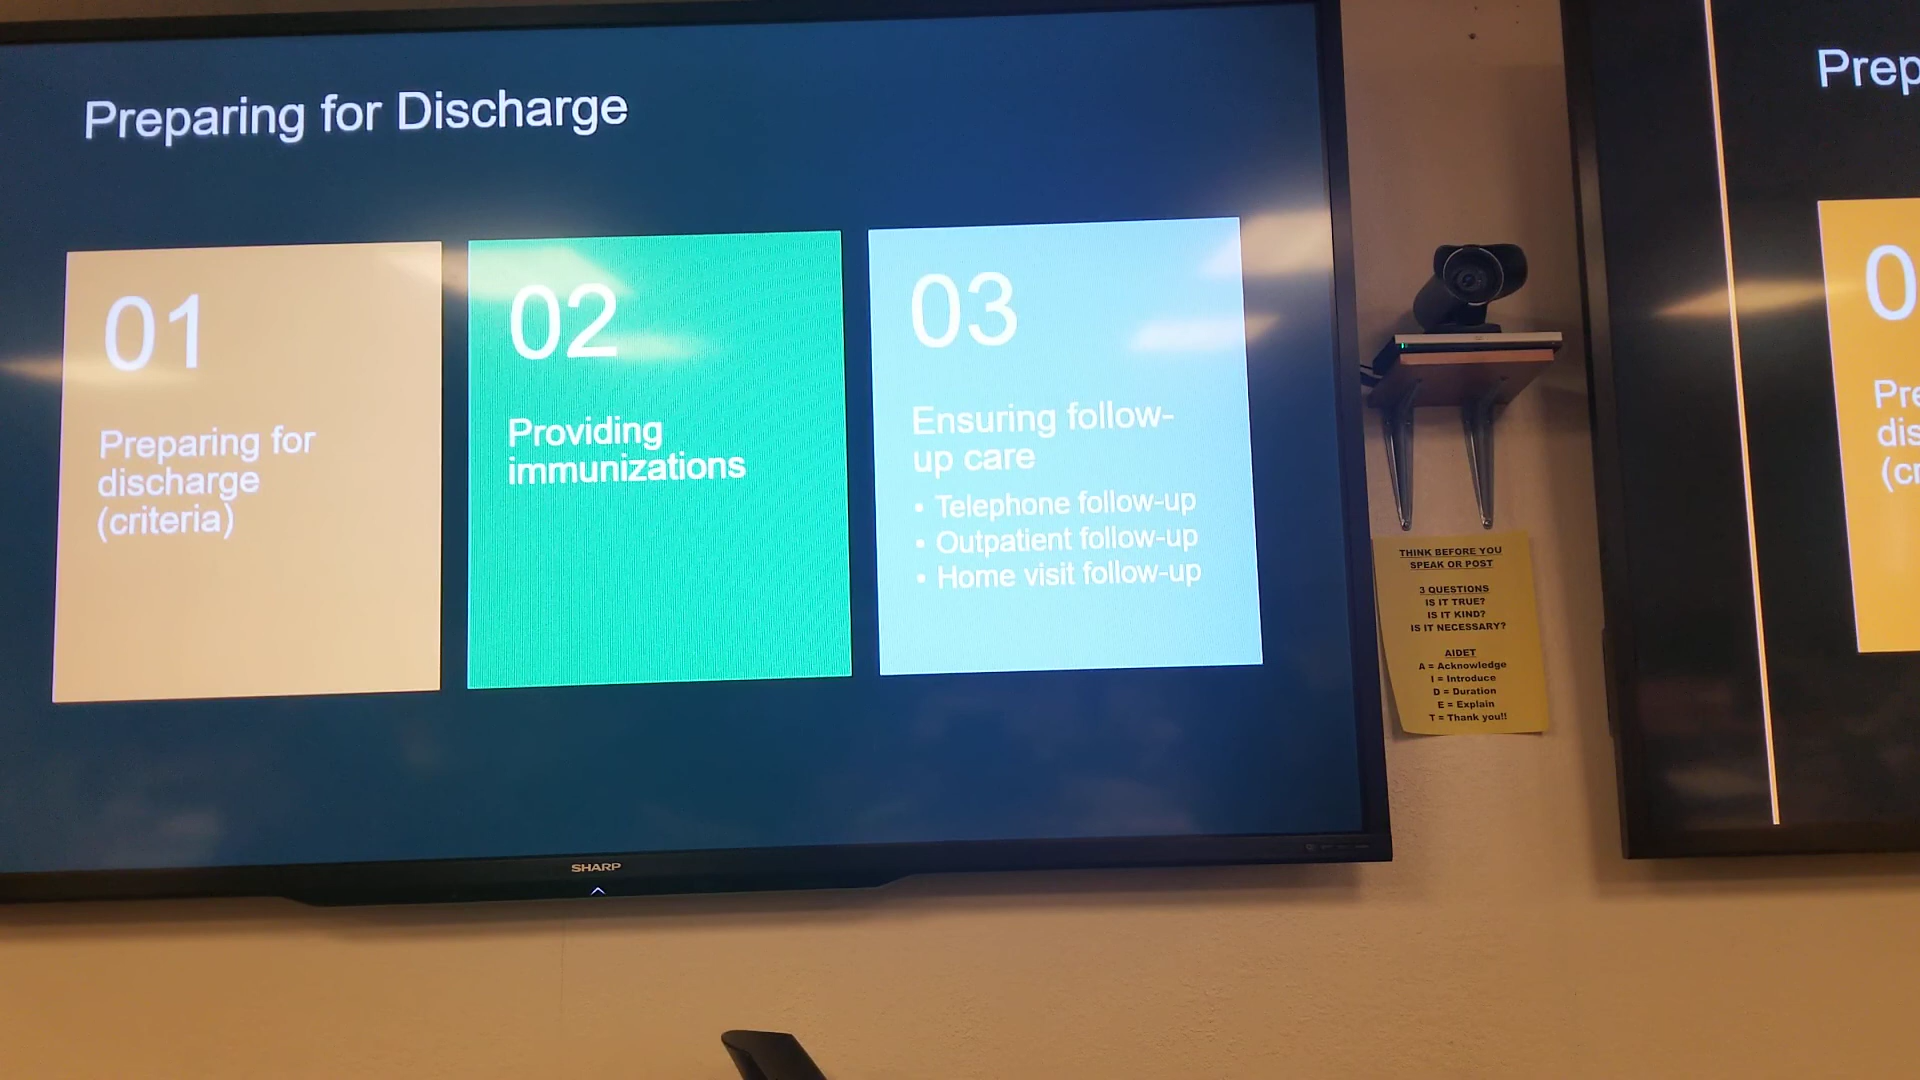 Preparing for Discharge
01
Preparing for
discharge
(criteria)
02
Providing
immunizations
03
Ensuring follow-
up care
• Telephone follow-up
• Outpatient follow-up
• Home visit follow-up
SHARP
THINK BEFORE YOU
SPEAK OR POST
3 QUESTIONS
IS IT TRUE?
IS IT KIND?
IS IT NECESSARY?
AIDET
A = Acknowledge
I = Introduce
D = Duration
E = Explain
T = Thank you!!
Prep
0
Pre
dis
(cr